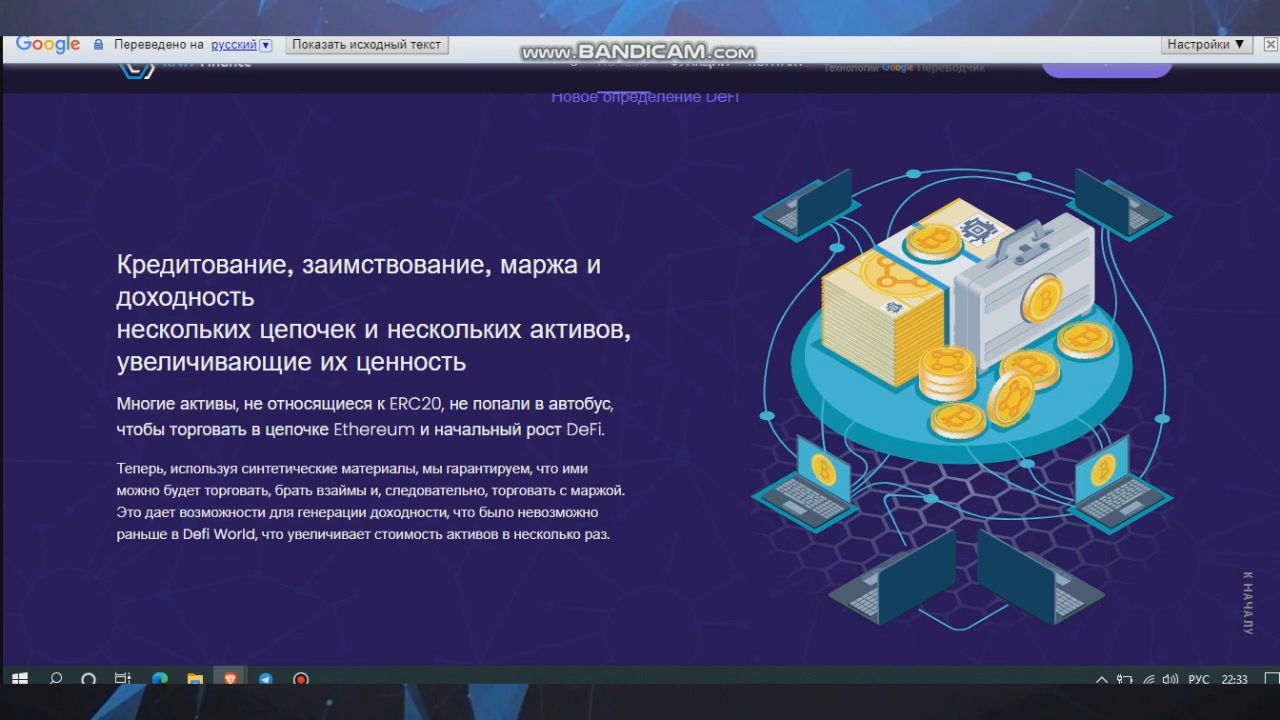 Google Переведено на русский Показать исходный текст
www.BANDICAM.com
Настройки
Finance
Технологии Google Переводчик
Новое определение DeFi
Кредитование, заимствование, маржа и
доходность
нескольких цепочек и нескольких активов,
увеличивающие их ценность
Многие активы, не относящиеся к ERC20, не попали в автобус,
чтобы торговать в цепочке Ethereum и начальный рост DeFi.
Теперь, используя синтетические материалы, мы гарантируем, что ими
можно будет торговать, брать взаймы и, следовательно, торговать с маржой.
Это дает возможности для генерации доходности, что было невозможно
раньше в Defi World, что увеличивает стоимость активов в несколько раз.
К НАЧАЛУ
РУС 22:33